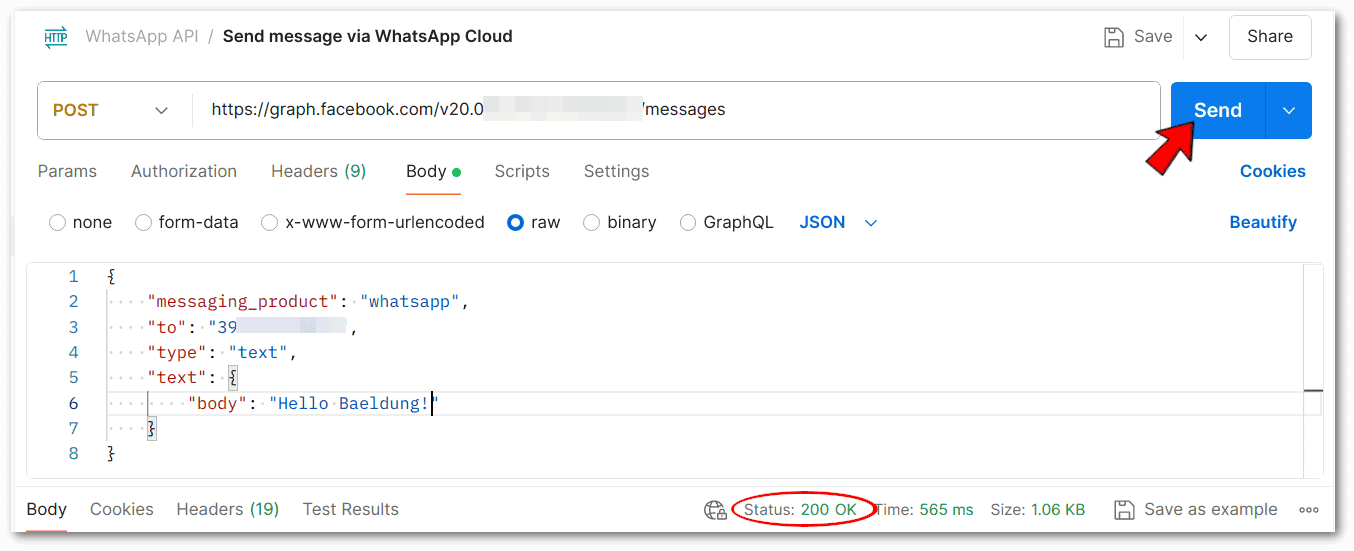 HTTP WhatsApp API / Send message via WhatsApp Cloud Save Share
POST https://graph.facebook.com/v20.0 /messages Send
Params Authorization Headers (9) Body Scripts Settings Cookies
none form-data x-www-form-urlencoded raw binary GraphQL JSON Beautify
1 {
2 "messaging_product": "whatsapp",
3 "to": "39 ,
4 "type": "text",
5 "text": {
6 "body": "Hello Baeldung!"
7 }
8 }
Body Cookies Headers (19) Test Results Status: 200 OK Time: 565 ms Size: 1.06 KB Save as example